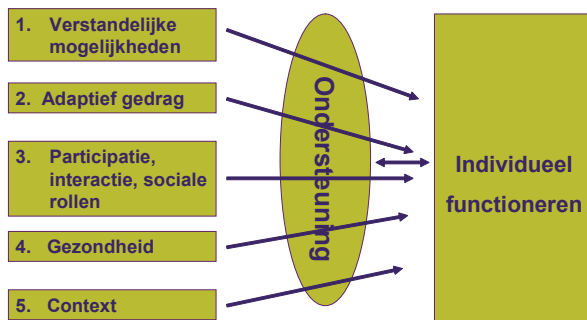 1. Verstandelijke
mogelijkheden
2. Adaptief gedrag
3. Participatie,
interactie, sociale
rollen
4. Gezondheid
5. Context
Ondersteuning
Individueel
functioneren